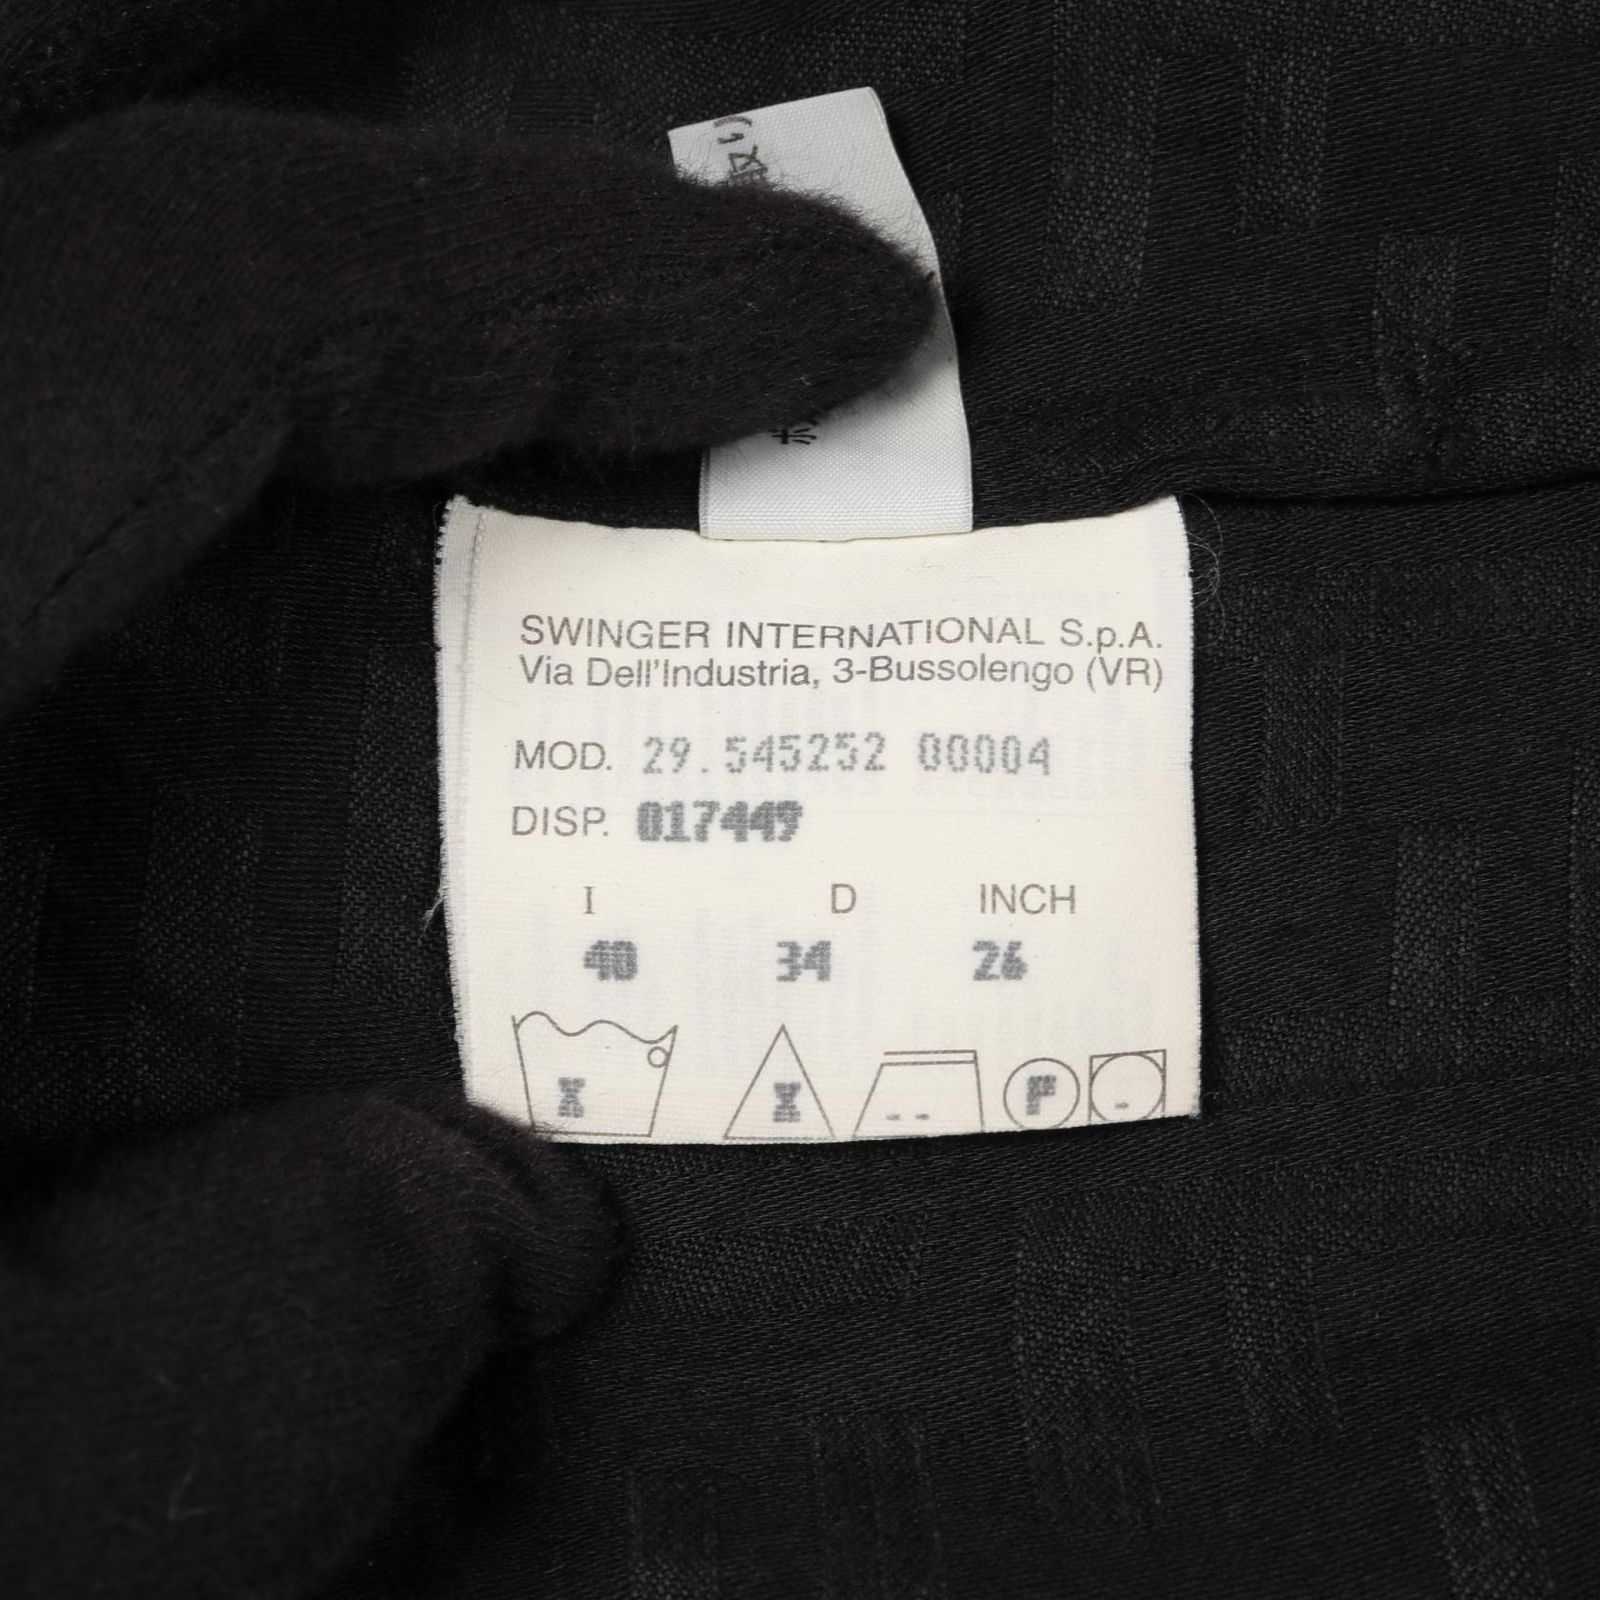 SWINGER INTERNATIONAL S.p.A.
Via Dell'Industria, 3-Bussolengo (VR)
MOD. 29.545252 00004
DISP. 017449
I D INCH
40 34 26
X X -- P -